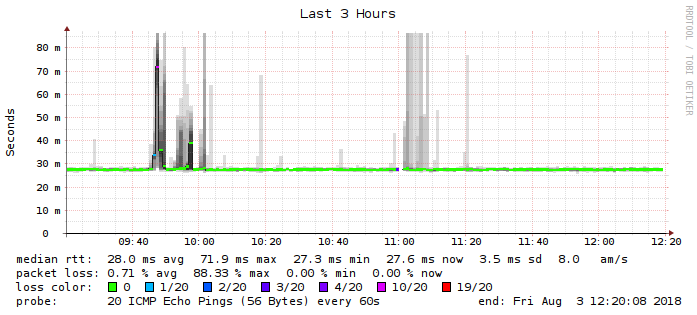 Last 3 Hours
RRDTOOL / TOBI OETIKER
Seconds
80 m
70 m
60 m
50 m
40 m
30 m
20 m
10 m
0
09:40 10:00 10:20 10:40 11:00 11:20 11:40 12:00 12:20
median rtt: 28.0 ms avg 71.9 ms max 27.3 ms min 27.6 ms now 3.5 ms sd 8.0 am/s
packet loss: 0.71 % avg 88.33 % max 0.00 % min 0.00 % now
loss color: 0 1/20 2/20 3/20 4/20 10/20 19/20
probe: 20 ICMP Echo Pings (56 Bytes) every 60s end: Fri Aug 3 12:20:08 2018